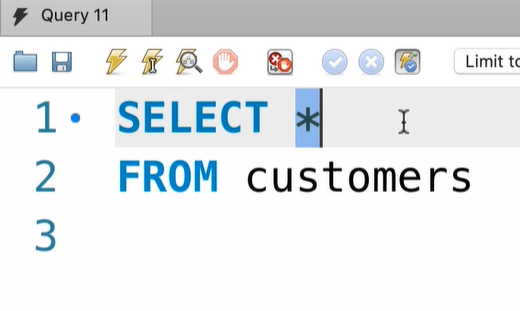 Query 11
Limit to
1 SELECT *
2 FROM customers
3